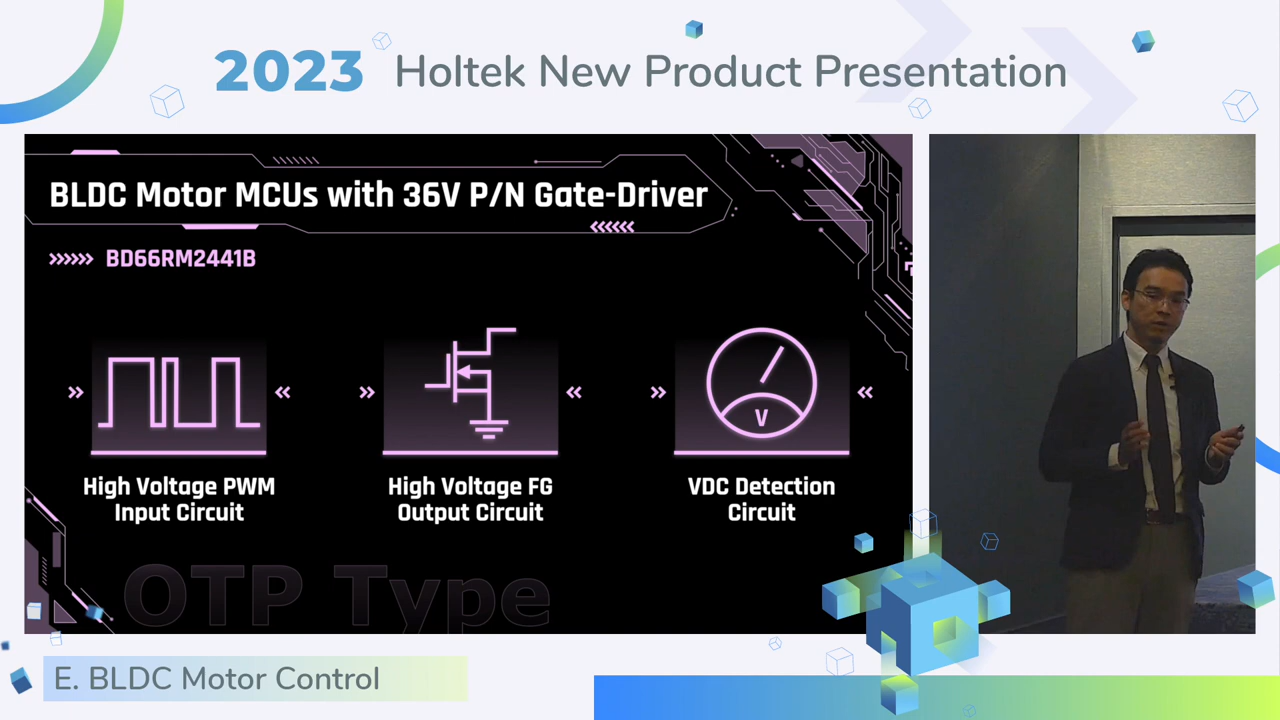 2023 Holtek New Product Presentation
BLDC Motor MCUs with 36V P/N Gate-Driver
BD66RM2441B
V
High Voltage PWM
Input Circuit
High Voltage FG
Output Circuit
VDC Detection
Circuit
OTP Type
E. BLDC Motor Control